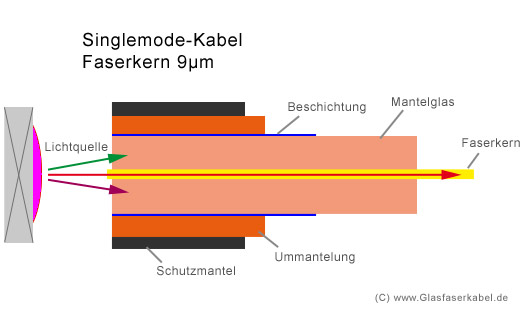 Singlemode-Kabel
Faserkern 9µm
Beschichtung
Mantelglas
Lichtquelle
Faserkern
Ummantelung
Schutzmantel
(C) www.Glasfaserkabel.de